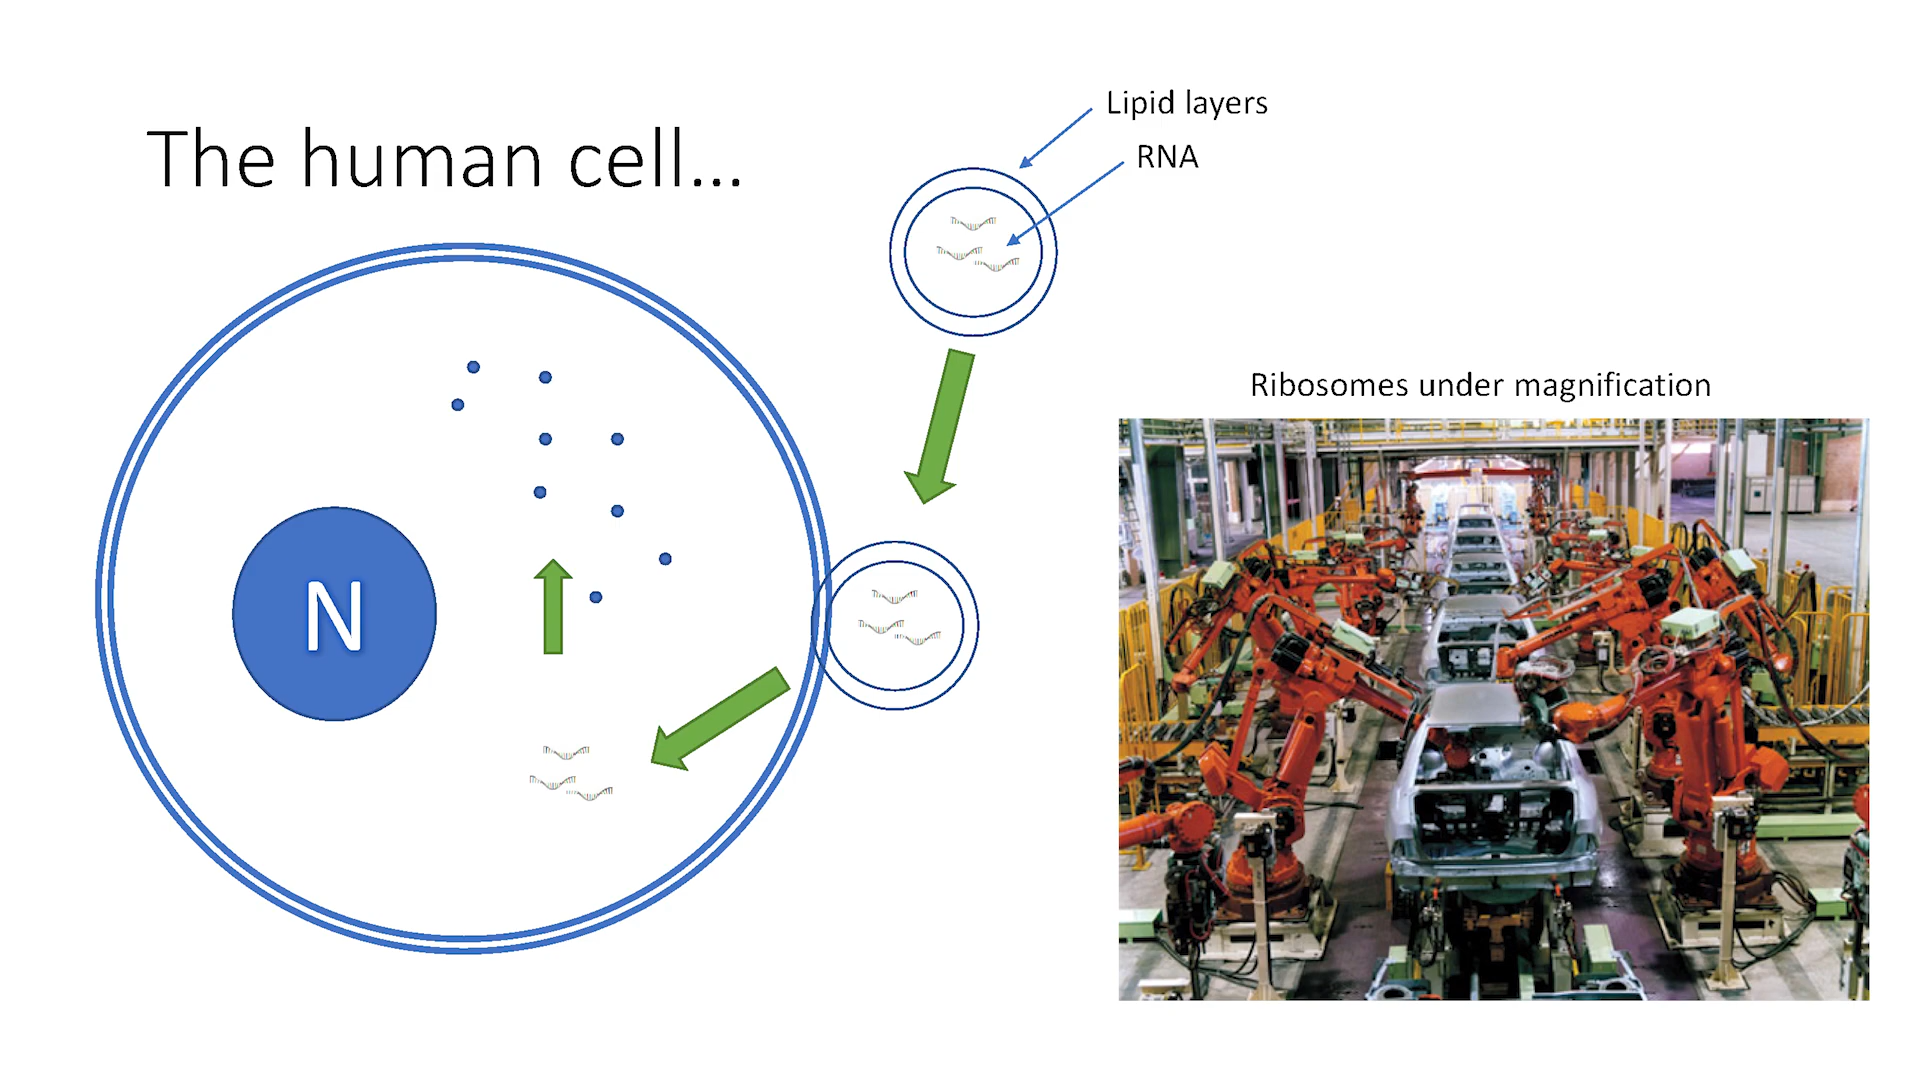 The human cell...
Lipid layers
RNA
Ribosomes under magnification
N